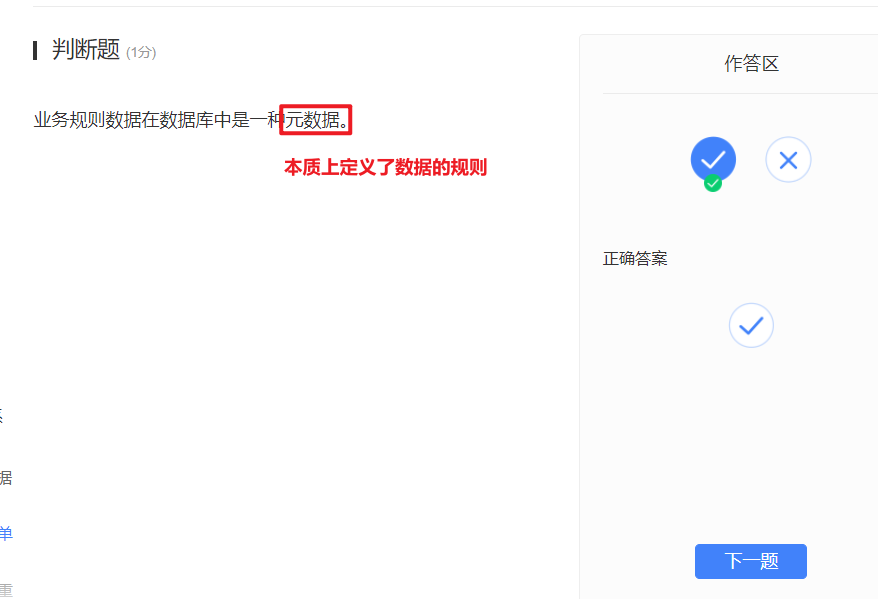 判断题 (1分)
作答区
业务规则数据在数据库中是一种元数据。
本质上定义了数据的规则
正确答案
据
单
重
下一题